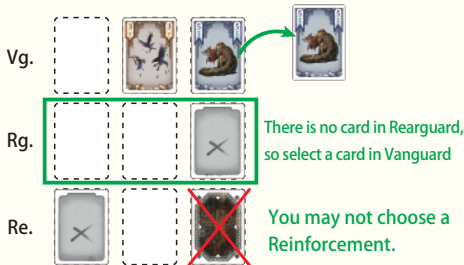 Vg.
Rg.
There is no card in Rearguard,
so select a card in Vanguard
Re.
You may not choose a
Reinforcement.